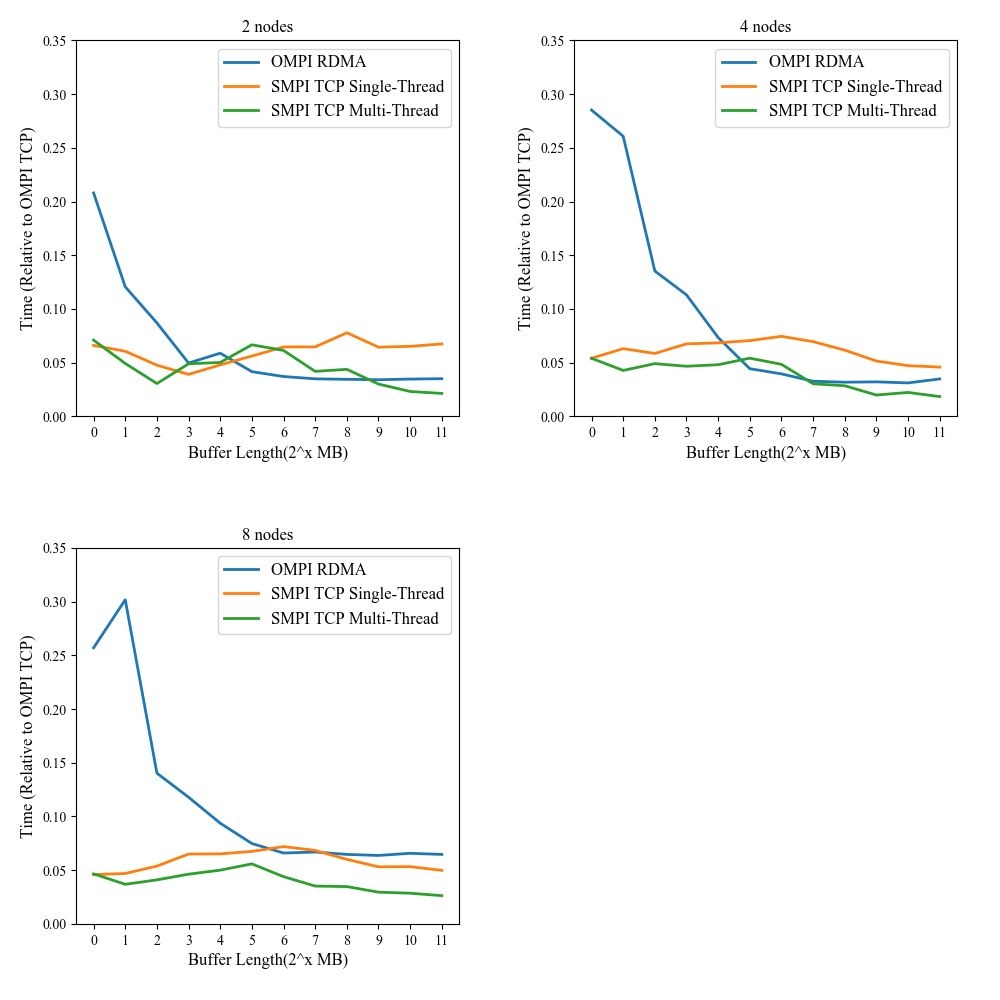 2 nodes
0.35
0.30
0.25
0.20
0.15
0.10
0.05
0.00
Time (Relative to OMPI TCP)
OMPI RDMA
SMPI TCP Single-Thread
SMPI TCP Multi-Thread
0 1 2 3 4 5 6 7 8 9 10 11
Buffer Length(2^x MB)
4 nodes
0.35
0.30
0.25
0.20
0.15
0.10
0.05
0.00
Time (Relative to OMPI TCP)
OMPI RDMA
SMPI TCP Single-Thread
SMPI TCP Multi-Thread
0 1 2 3 4 5 6 7 8 9 10 11
Buffer Length(2^x MB)
8 nodes
0.35
0.30
0.25
0.20
0.15
0.10
0.05
0.00
Time (Relative to OMPI TCP)
OMPI RDMA
SMPI TCP Single-Thread
SMPI TCP Multi-Thread
0 1 2 3 4 5 6 7 8 9 10 11
Buffer Length(2^x MB)